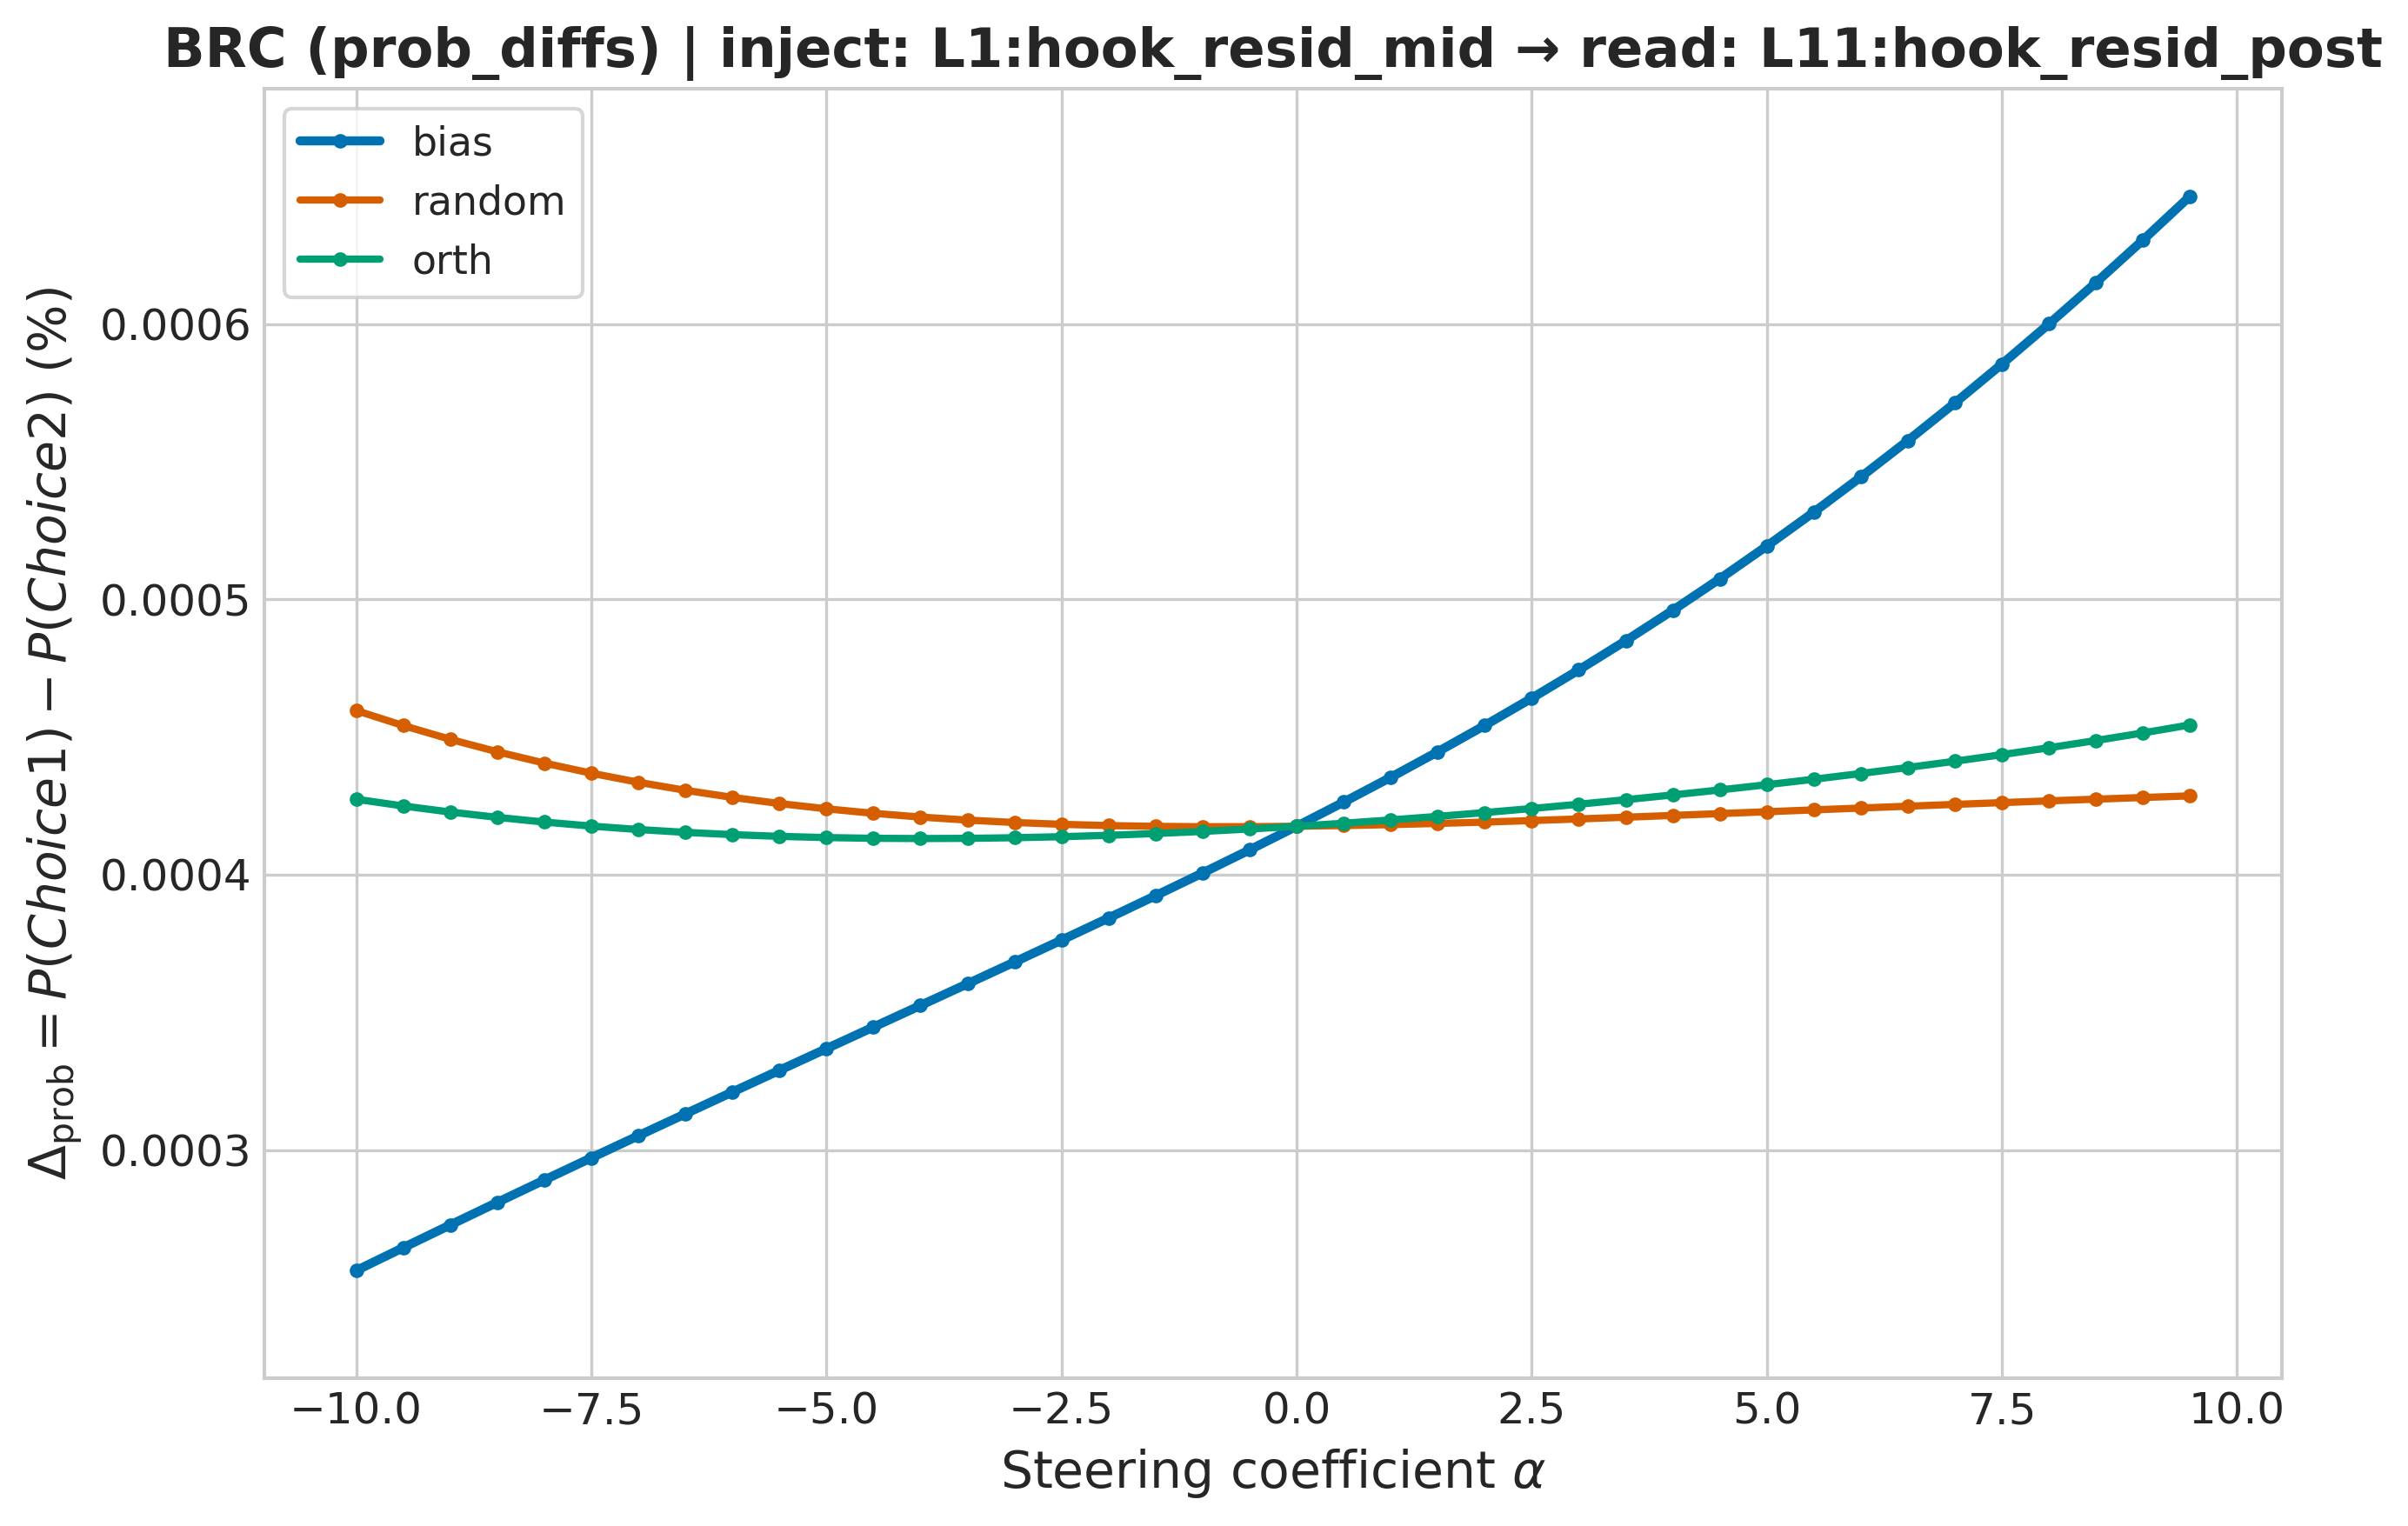 BRC (prob_diffs) | inject: L1:hook_resid_mid → read: L11:hook_resid_post
bias
random
orth
Δprob = P(Choice1) − P(Choice2) (%)
0.0006
0.0005
0.0004
0.0003
−10.0 −7.5 −5.0 −2.5 0.0 2.5 5.0 7.5 10.0
Steering coefficient α